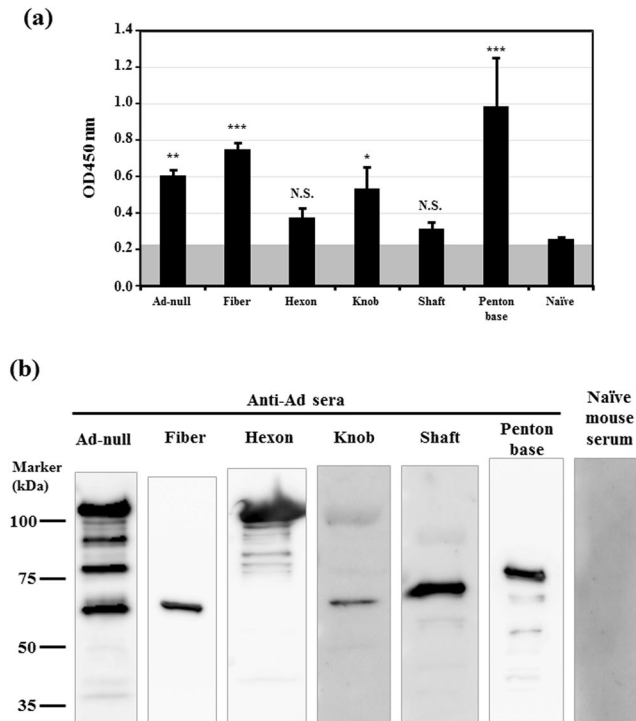 (a)
1.4
1.2
1.0
0.8
0.6
0.4
0.2
0.0
OD450 nm
**
***
N.S.
*
N.S.
***
Ad-null Fiber Hexon Knob Shaft Penton base Naïve
(b)
Anti-Ad sera
Naïve mouse serum
Ad-null Fiber Hexon Knob Shaft Penton base
Marker (kDa)
100
75
50
35